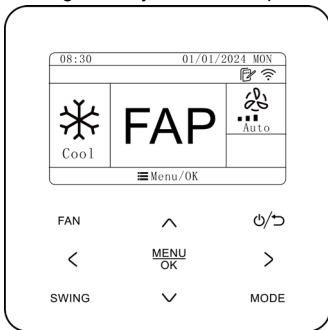 08:30 01/01/2024 MON
FAP
Auto
Cool
Menu/OK
FAN
MENU
OK
SWING MODE